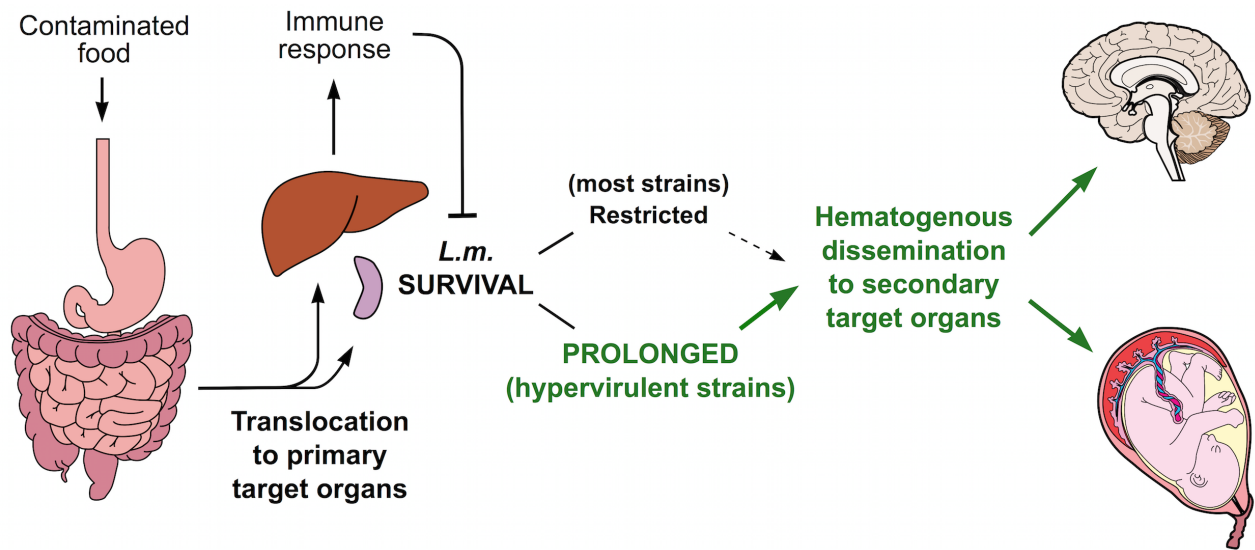 Contaminated
food
Immune
response
Translocation
to primary
target organs
L.m.
SURVIVAL
(most strains)
Restricted
PROLONGED
(hypervirulent strains)
Hematogenous
dissemination
to secondary
target organs